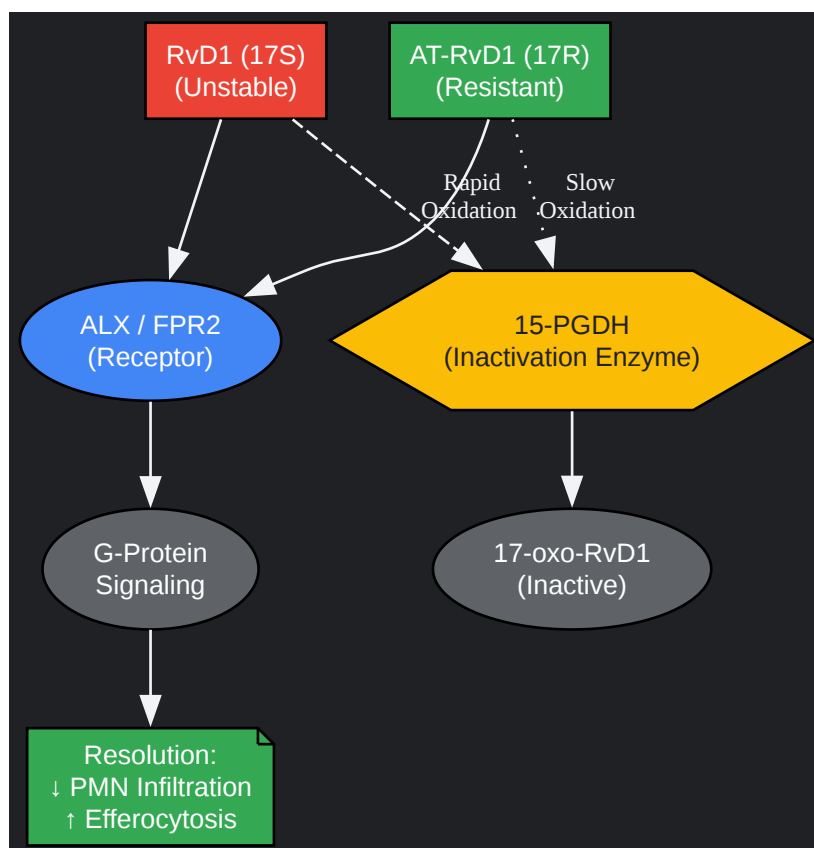 RvD1 (17S)
(Unstable)
AT-RvD1 (17R)
(Resistant)
Rapid
Oxidation
Slow
Oxidation
ALX / FPR2
(Receptor)
15-PGDH
(Inactivation Enzyme)
G-Protein
Signaling
17-oxo-RvD1
(Inactive)
Resolution:
↓ PMN Infiltration
↑ Efferocytosis